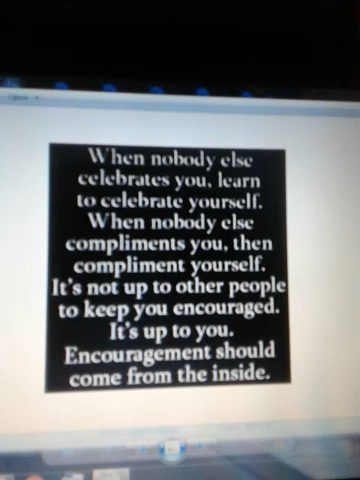 Open
When nobody else
celebrates you, learn
to celebrate yourself.
When nobody else
compliments you, then
compliment yourself.
It's not up to other people
to keep you encouraged.
It's up to you.
Encouragement should
come from the inside.